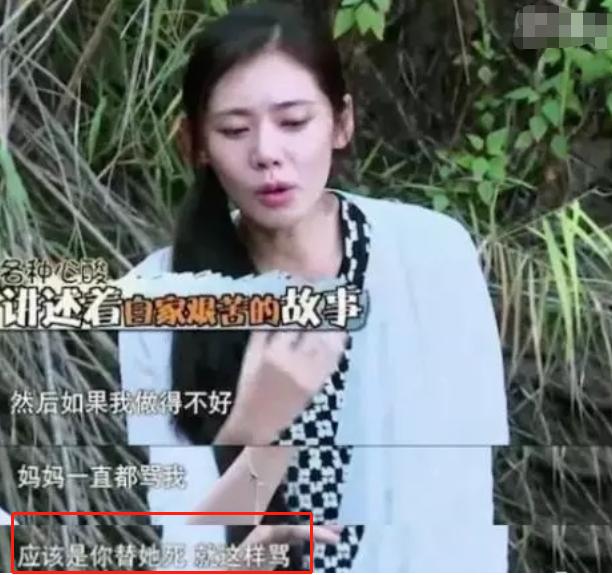 各种心酸
讲述着自家艰苦的故事
然后如果我做得不好
妈妈一直都骂我
应该是你替她死 就这样骂